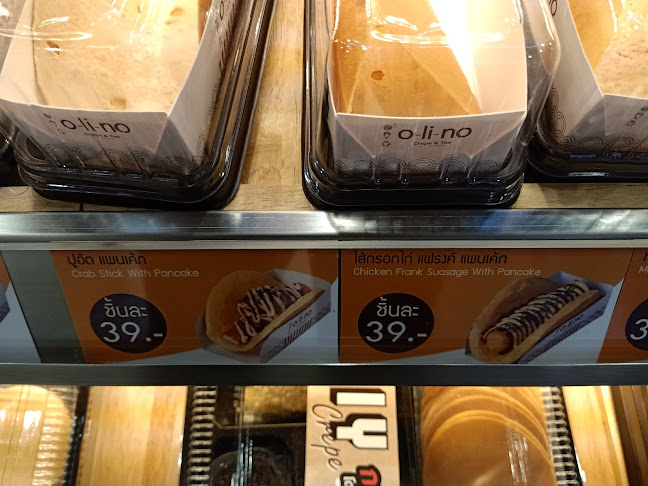 o-li-no
Crepe & Tea
o-li-no
Crepe & Tea
o-li-no
ปูอัด แพนเค้ก
Crab Stick With Pancake
ชิ้นละ
39.-
ไส้กรอกไก่ แฟรงค์ แพนเค้ก
Chicken Frank Suasage With Pancake
ชิ้นละ
39.-
Crepe